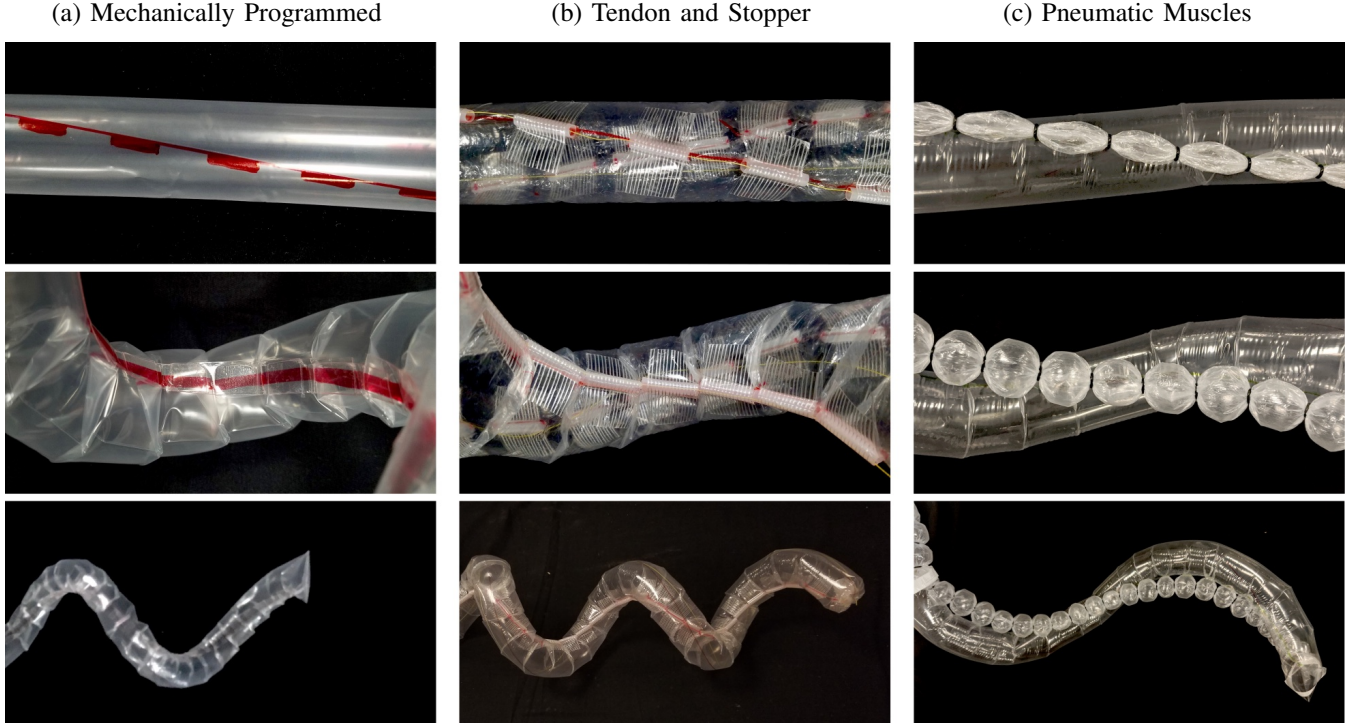 (a) Mechanically Programmed
(b) Tendon and Stopper
(c) Pneumatic Muscles